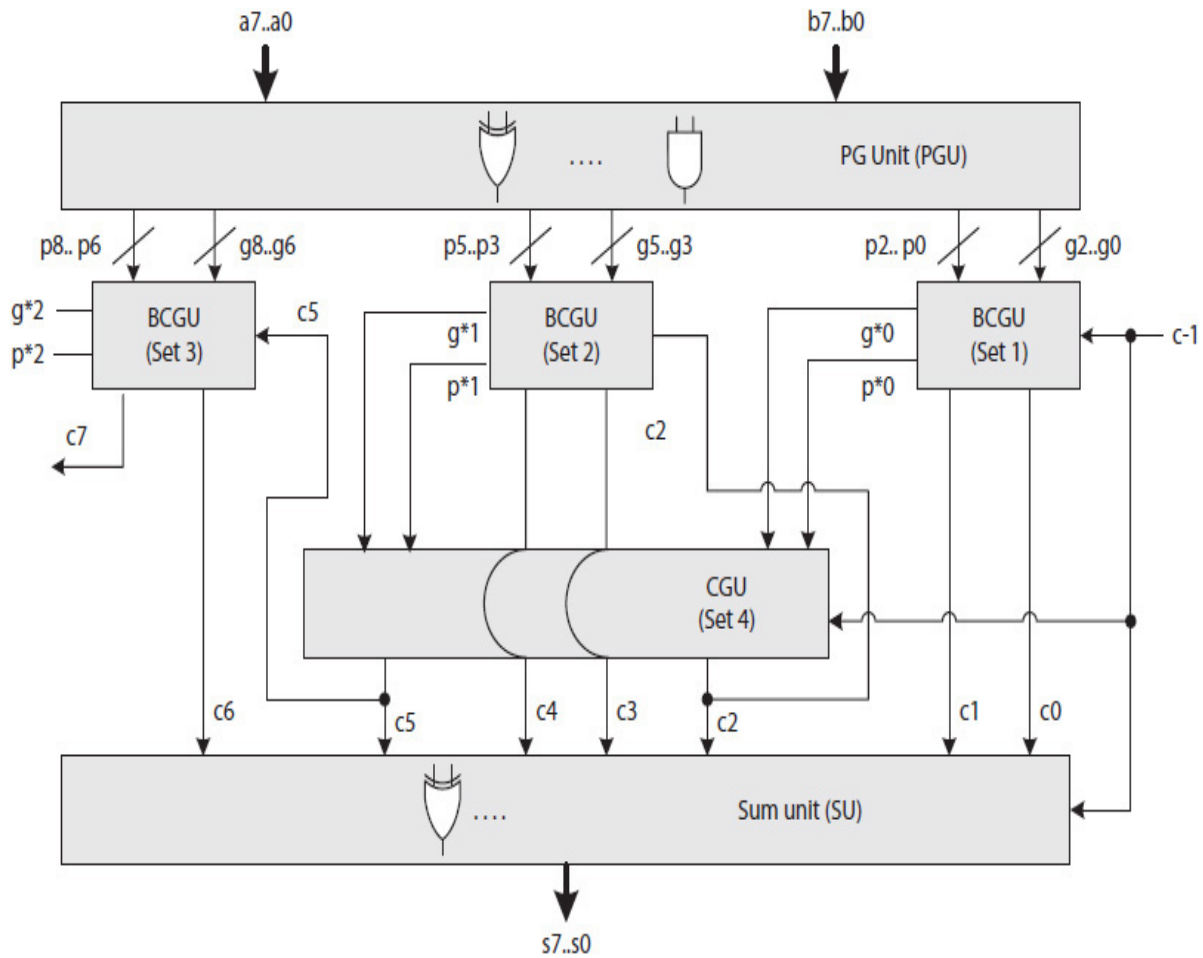 a7..a0
b7..b0
....
PG Unit (PGU)
p8.. p6
g8..g6
p5..p3
g5..g3
p2.. p0
g2..g0
g*2
p*2
BCGU
(Set 3)
c5
g*1
p*1
BCGU
(Set 2)
g*0
p*0
BCGU
(Set 1)
c-1
c7
c2
CGU
(Set 4)
c6
c5
c4
c3
c2
c1
c0
....
Sum unit (SU)
s7..s0